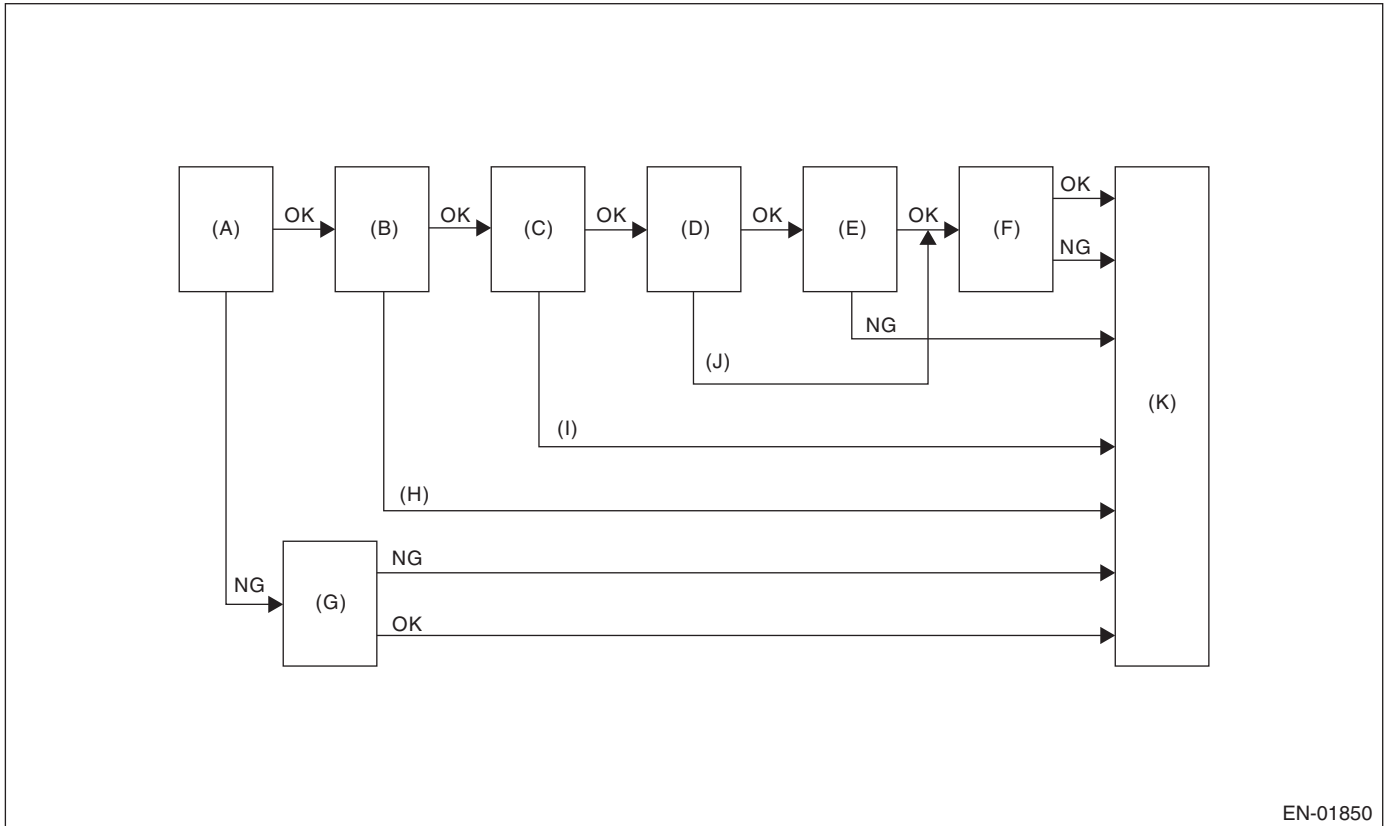 OK
NG
(A)
OK
(B)
OK
(C)
OK
(D)
OK
(E)
OK
(F)
NG
(J)
(K)
(I)
(H)
NG
NG
(G)
OK
EN-01850